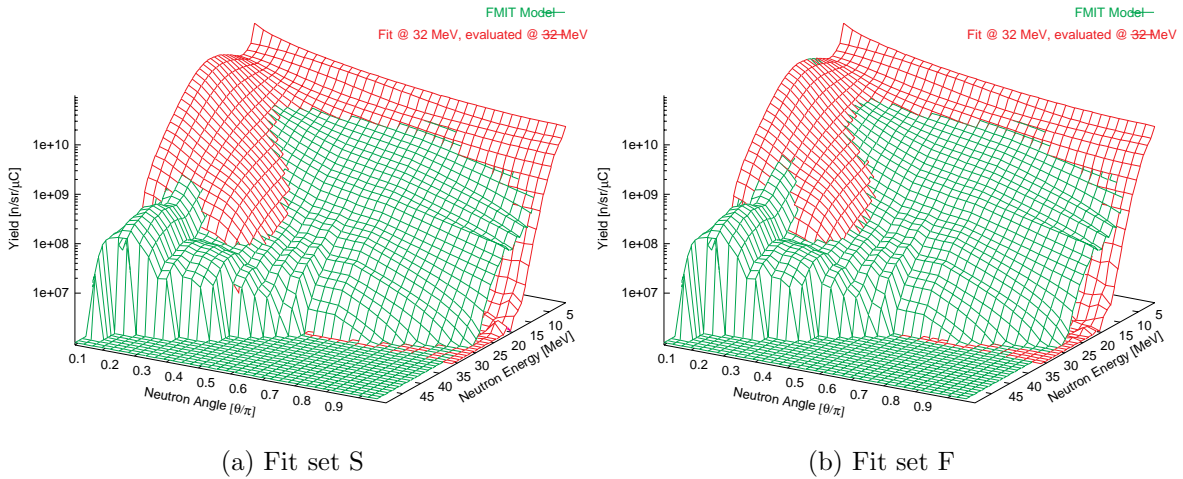 FMIT Model
Fit @ 32 MeV, evaluated @ 32 MeV
Yield [n/sr/µC]
1e+10
1e+09
1e+08
1e+07
0.1
0.2
0.3
0.4
0.5
0.6
0.7
0.8
0.9
Neutron Angle [θ/π]
45
40
35
30
25
20
15
10
5
Neutron Energy [MeV]
(a) Fit set S
FMIT Model
Fit @ 32 MeV, evaluated @ 32 MeV
Yield [n/sr/µC]
1e+10
1e+09
1e+08
1e+07
0.1
0.2
0.3
0.4
0.5
0.6
0.7
0.8
0.9
Neutron Angle [θ/π]
45
40
35
30
25
20
15
10
5
Neutron Energy [MeV]
(b) Fit set F